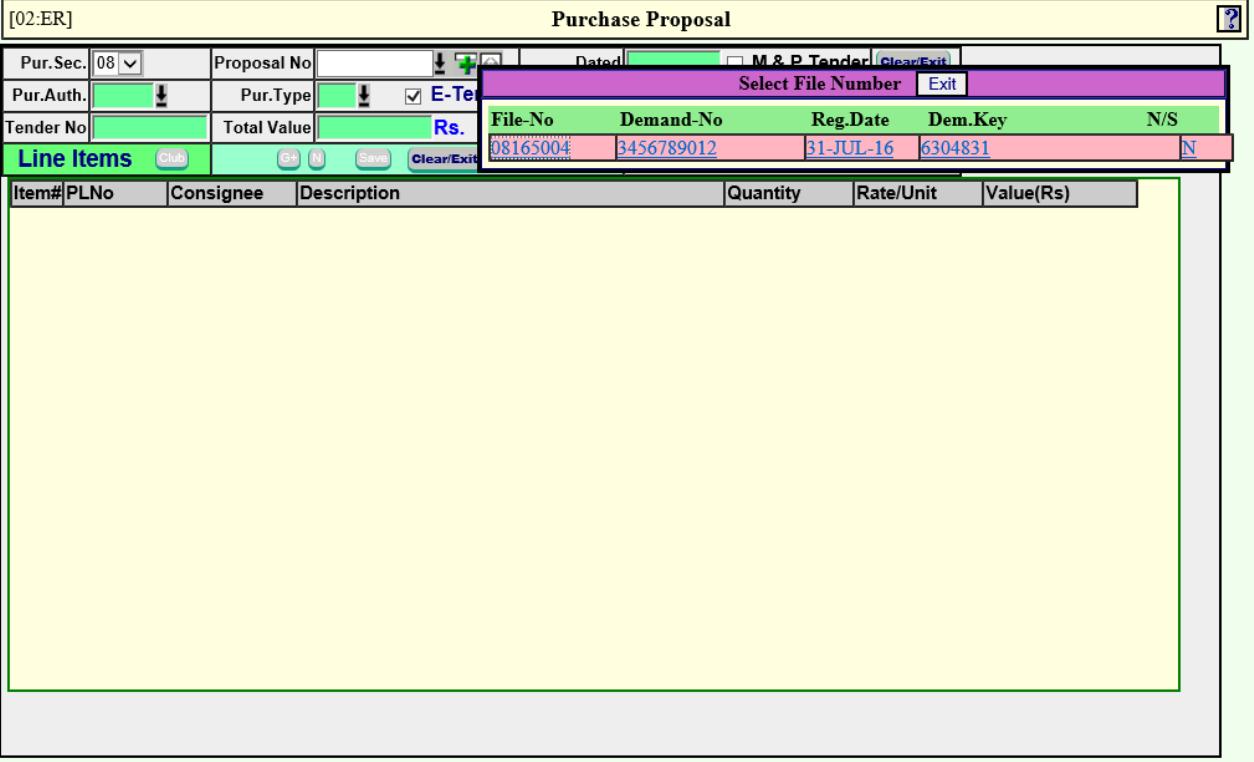 [02:ER] Purchase Proposal ?
Pur.Sec. 08 Proposal No Dated M & P Tender Clear/Exit
Select File Number Exit
Pur.Auth. Pur.Type E-Te
File-No Demand-No Reg.Date Dem.Key N/S
Tender No Total Value Rs.
08165004 3456789012 31-JUL-16 6304831 N
Line Items Club G+ N Save Clear/Exit
Item# PLNo Consignee Description Quantity Rate/Unit Value(Rs)